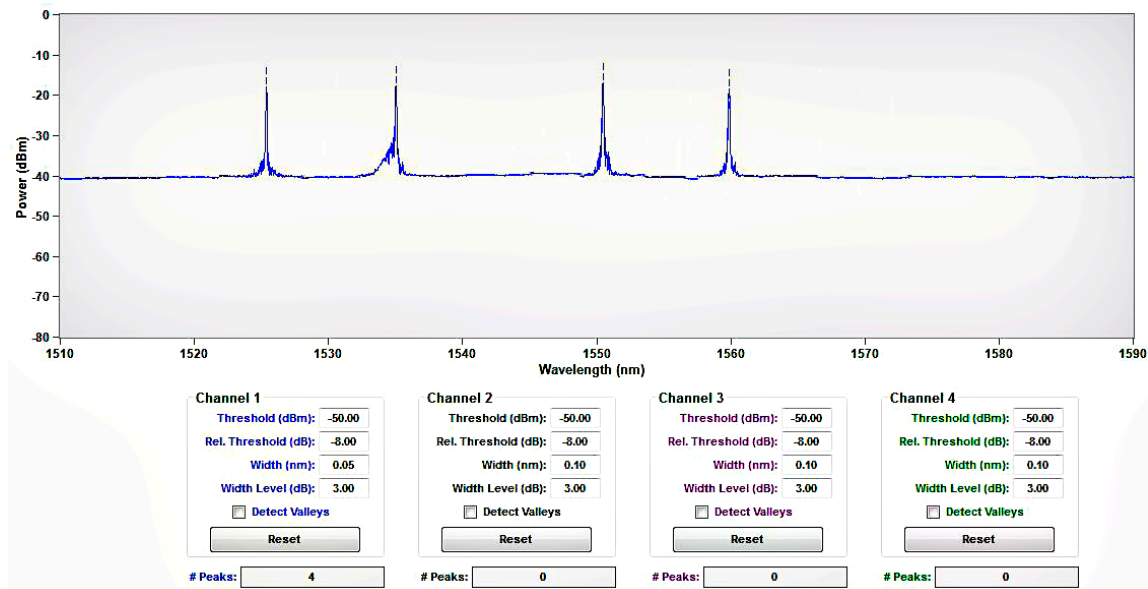 0
-10
-20
-30
-40
-50
-60
-70
-80
Power (dBm)
1510 1520 1530 1540 1550 1560 1570 1580 1590
Wavelength (nm)
Channel 1
Threshold (dBm): -50.00
Rel. Threshold (dB): -8.00
Width (nm): 0.05
Width Level (dB): 3.00
Detect Valleys
Reset
# Peaks: 4
Channel 2
Threshold (dBm): -50.00
Rel. Threshold (dB): -8.00
Width (nm): 0.10
Width Level (dB): 3.00
Detect Valleys
Reset
# Peaks: 0
Channel 3
Threshold (dBm): -50.00
Rel. Threshold (dB): -8.00
Width (nm): 0.10
Width Level (dB): 3.00
Detect Valleys
Reset
# Peaks: 0
Channel 4
Threshold (dBm): -50.00
Rel. Threshold (dB): -8.00
Width (nm): 0.10
Width Level (dB): 3.00
Detect Valleys
Reset
# Peaks: 0